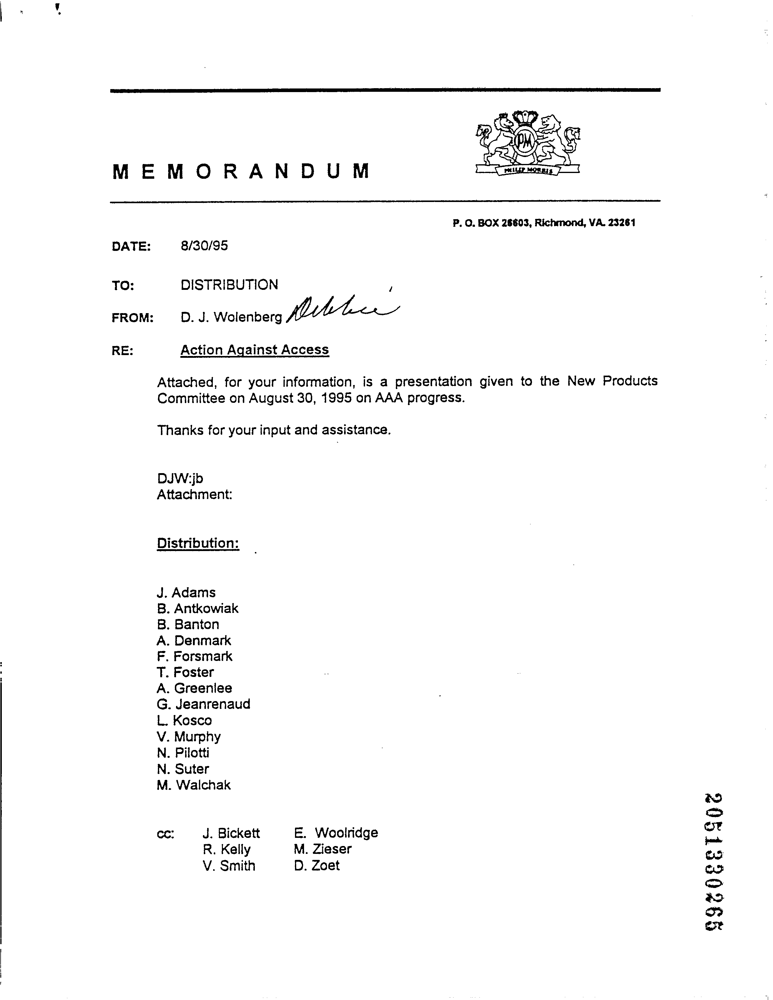 PM
PHILIP MORRIS
M E M O R A N D U M
P. O. BOX 26603, Richmond, VA. 23261
DATE: 8/30/95
TO: DISTRIBUTION
FROM: D. J. Wolenberg Debbie
RE: Action Against Access
Attached, for your information, is a presentation given to the New Products
Committee on August 30, 1995 on AAA progress.
Thanks for your input and assistance.
DJW:jb
Attachment:
Distribution:
J. Adams
B. Antkowiak
B. Banton
A. Denmark
F. Forsmark
T. Foster
A. Greenlee
G. Jeanrenaud
L. Kosco
V. Murphy
N. Pilotti
N. Suter
M. Walchak
cc: J. Bickett E. Woolridge
R. Kelly M. Zieser
V. Smith D. Zoet
2051330265